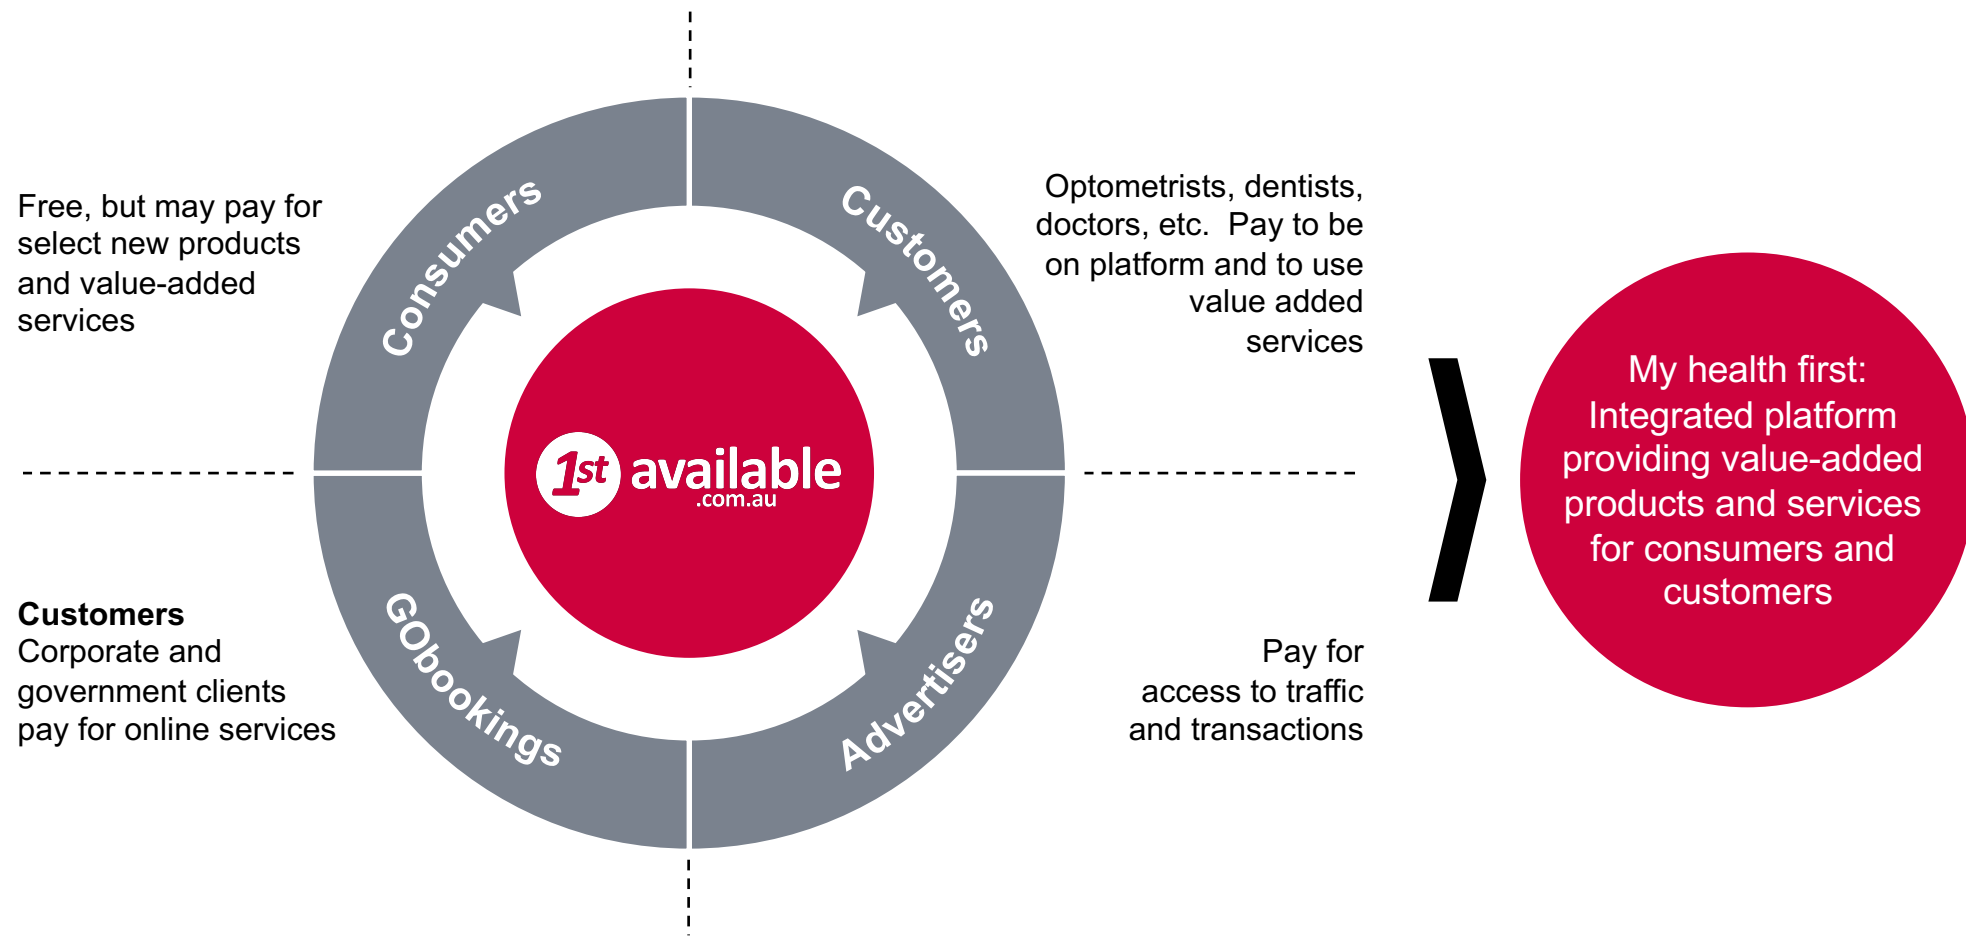 Free, but may pay for
select new products
and value-added
services
Consumers
Customers
Optometrists, dentists,
doctors, etc.  Pay to be
on platform and to use
value added
services
1st available
.com.au
Customers
Corporate and
government clients
pay for online services
GObookings
Advertisers
Pay for
access to traffic
and transactions
My health first:
Integrated platform
providing value-added
products and services
for consumers and
customers